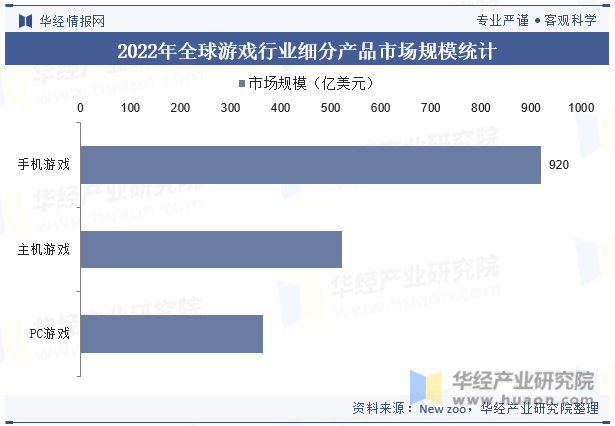 华经情报网
专业严谨 ● 客观科学
2022年全球游戏行业细分产品市场规模统计
市场规模（亿美元）
0 100 200 300 400 500 600 700 800 900 1000
手机游戏
920
主机游戏
PC游戏
华经产业研究院
www.huaon.com
资料来源：Newzoo，华经产业研究院整理